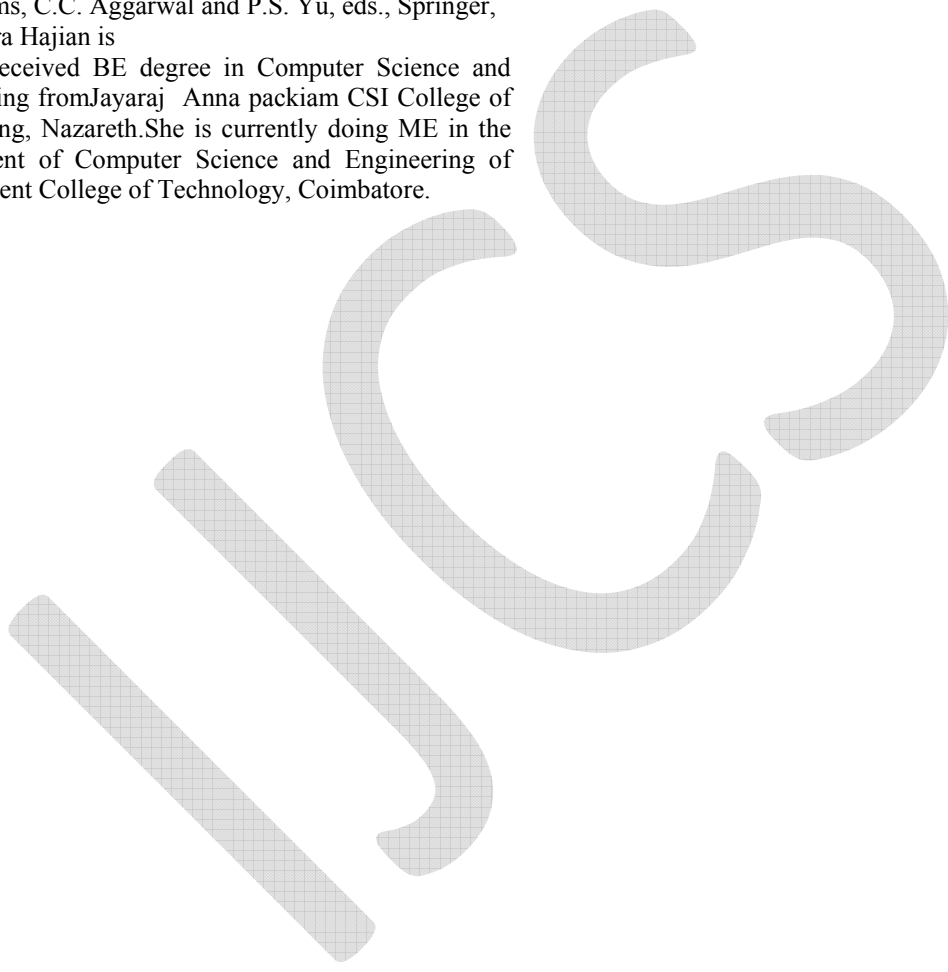 ms, C.C. Aggarwal and P.S. Yu, eds., Springer,
ra Hajian is
eceived BE degree in Computer Science and
ing fromJayaraj Anna packiam CSI College of
ng, Nazareth.She is currently doing ME in the
ent of Computer Science and Engineering of
ent College of Technology, Coimbatore.
IJCS